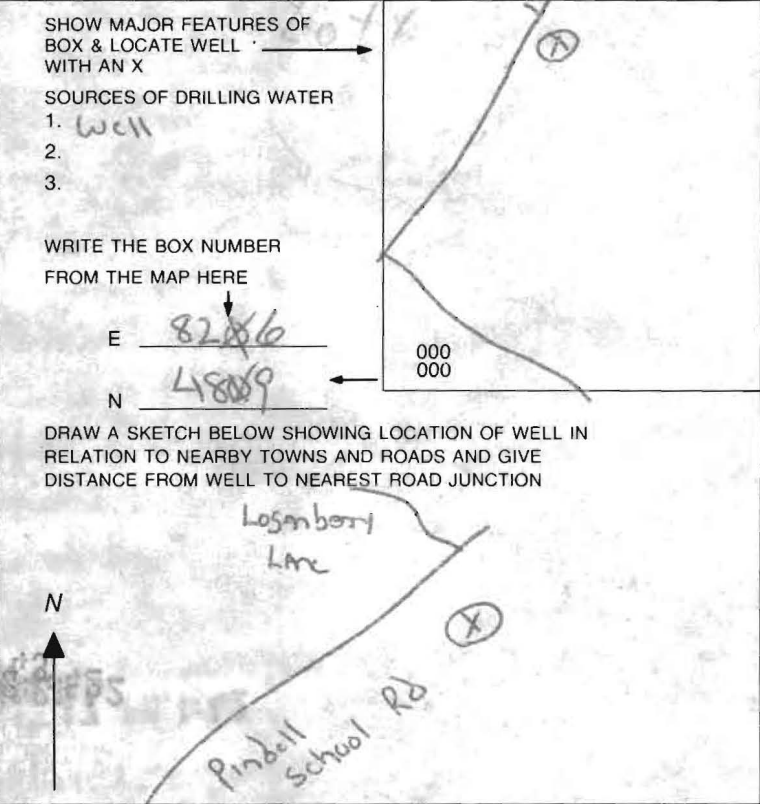 SHOW MAJOR FEATURES OF
BOX & LOCATE WELL
WITH AN X
X
SOURCES OF DRILLING WATER
1. Well
2.
3.
WRITE THE BOX NUMBER
FROM THE MAP HERE
E
N
000
000
DRAW A SKETCH BELOW SHOWING LOCATION OF WELL IN
RELATION TO NEARBY TOWNS AND ROADS AND GIVE
DISTANCE FROM WELL TO NEAREST ROAD JUNCTION
Lane
N
X
Pindell
School Rd